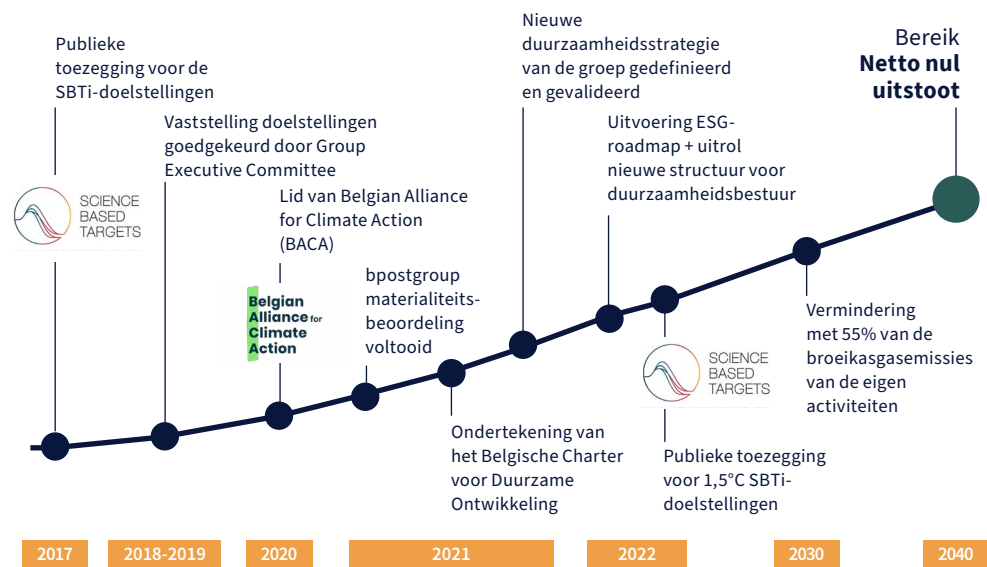 Publieke
toezegging voor de
SBTi-doelstellingen
SCIENCE
BASED
TARGETS
Vaststelling doelstellingen
goedgekeurd door Group
Executive Committee
Lid van Belgian Alliance
for Climate Action
(BACA)
Belgian
Alliance for
Climate
Action
bpostgroup
materialiteits-
beoordeling
voltooid
Ondertekening van
het Belgische Charter
voor Duurzame
Ontwikkeling
Nieuwe
duurzaamheidsstrategie
van de groep gedefinieerd
en gevalideerd
Uitvoering ESG-
roadmap + uitrol
nieuwe structuur voor
duurzaamheidsbestuur
SCIENCE
BASED
TARGETS
Publieke toezegging
voor 1,5°C SBTi-
doelstellingen
Vermindering
met 55% van de
broeikasgasemissies
van de eigen
activiteiten
Bereik
Netto nul
uitstoot
2017
2018-2019
2020
2021
2022
2030
2040